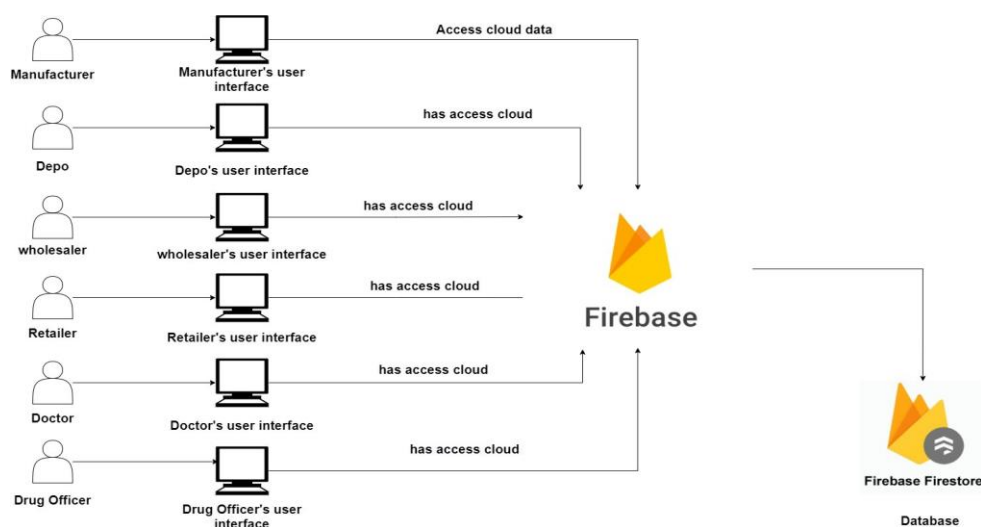 Access cloud data
Manufacturer
Manufacturer's user
interface
has access cloud
Depo
Depo's user interface
has access cloud
wholesaler
wholesaler's user interface
has access cloud
Retailer
Retailer's user interface
Firebase
has access cloud
Doctor
Doctor's user interface
has access cloud
Drug Officer
Drug Officer's user
interface
Firebase Firestore
Database